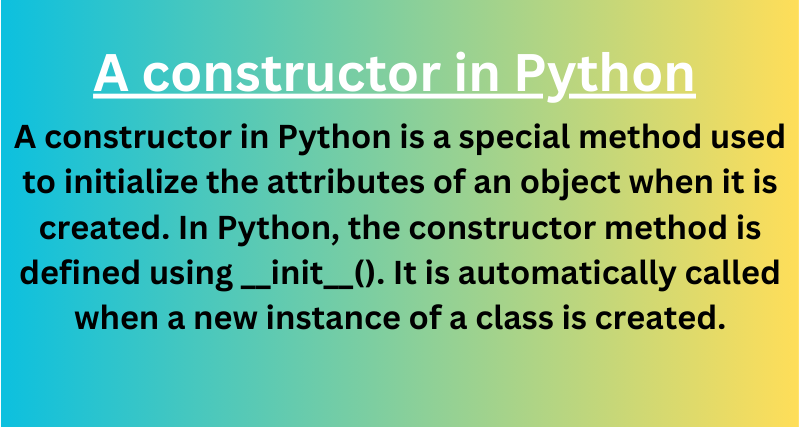 A constructor in Python
A constructor in Python is a special method used
to initialize the attributes of an object when it is
created. In Python, the constructor method is
defined using __init__(). It is automatically called
when a new instance of a class is created.